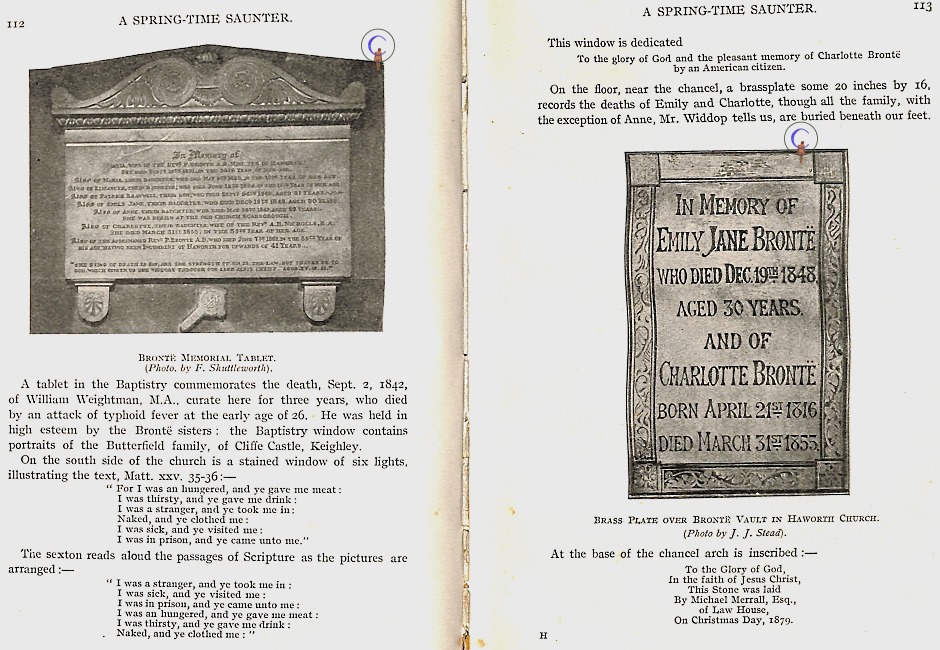 112
A SPRING-TIME SAUNTER.
In Memory of
BRONTË MEMORIAL TABLET.
(Photo. by F. Shuttleworth).
A tablet in the Baptistry commemorates the death, Sept. 2, 1842,
of William Weightman, M.A., curate here for three years, who died
by an attack of typhoid fever at the early age of 26. He was held in
high esteem by the Brontë sisters : the Baptistry window contains
portraits of the Butterfield family, of Cliffe Castle, Keighley.
On the south side of the church is a stained window of six lights,
illustrating the text, Matt. xxv. 35-36 :—
“ For I was an hungered, and ye gave me meat :
I was thirsty, and ye gave me drink :
I was a stranger, and ye took me in :
Naked, and ye clothed me :
I was sick, and ye visited me :
I was in prison, and ye came unto me.”
The sexton reads aloud the passages of Scripture as the pictures are
arranged :—
“ I was a stranger, and ye took me in :
I was sick, and ye visited me :
I was in prison, and ye came unto me :
I was an hungered, and ye gave me meat :
I was thirsty, and ye gave me drink :
Naked, and ye clothed me : ”
A SPRING-TIME SAUNTER.
113
This window is dedicated
To the glory of God and the pleasant memory of Charlotte Brontë
by an American citizen.
On the floor, near the chancel, a brassplate some 20 inches by 16,
records the deaths of Emily and Charlotte, though all the family, with
the exception of Anne, Mr. Widdop tells us, are buried beneath our feet.
IN MEMORY OF
EMILY JANE BRONTË
WHO DIED DEC. 19TH 1848,
AGED 30 YEARS.
AND OF
CHARLOTTE BRONTË
BORN APRIL 21ST 1816
DIED MARCH 31ST 1855.
BRASS PLATE OVER BRONTË VAULT IN HAWORTH CHURCH.
(Photo by J. J. Stead).
At the base of the chancel arch is inscribed :—
To the Glory of God,
In the faith of Jesus Christ,
This Stone was laid
By Michael Merrall, Esq.,
of Law House,
On Christmas Day, 1879.
H